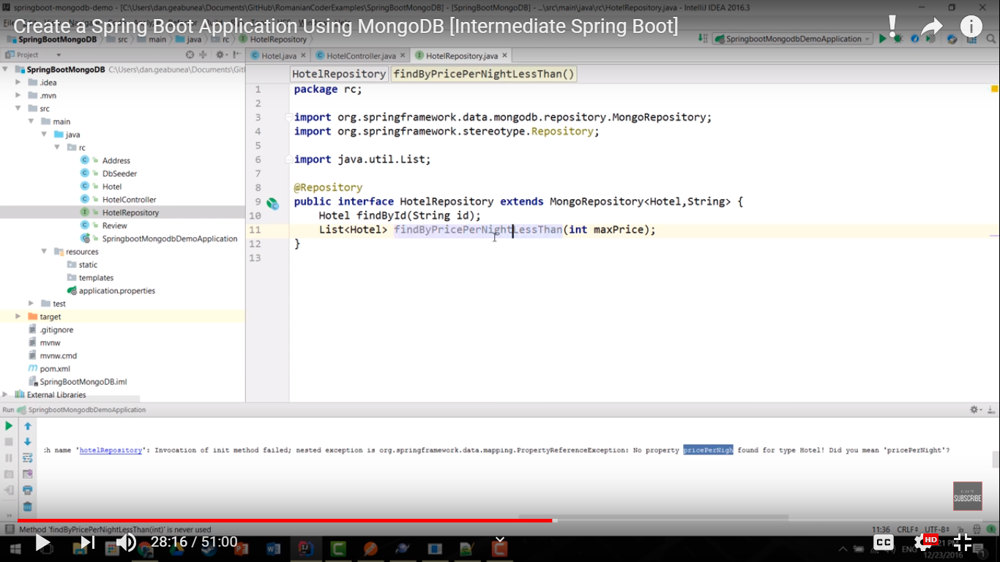 springboot-mongodb-demo - [C:\Users\dan.geabunea\Documents\GitHub\RomanianCoderExamples\SpringBootMongoDB] - [SpringBootMongoDB] - ...\src\main\java\rc\HotelRepository.java - IntelliJ IDEA 2016.3
Create a Spring Boot Application Using MongoDB [Intermediate Spring Boot]
SpringBootMongoDB src main java rc HotelRepository
SpringbootMongodbDemoApplication
Project
Hotel.java HotelController.java HotelRepository.java
SpringBootMongoDB C:\Users\dan.geabunea\Documents\Gitl
.idea
.mvn
src
main
java
rc
Address
DbSeeder
Hotel
HotelController
HotelRepository
Review
SpringbootMongodbDemoApplication
resources
static
templates
application.properties
test
target
.gitignore
mvnw
mvnw.cmd
pom.xml
SpringBootMongoDB.iml
External Libraries
HotelRepository findByPricePerNightLessThan()
1 package rc;
2
3 import org.springframework.data.mongodb.repository.MongoRepository;
4 import org.springframework.stereotype.Repository;
5
6 import java.util.List;
7
8 @Repository
9 public interface HotelRepository extends MongoRepository<Hotel,String> {
10 Hotel findById(String id);
11 List<Hotel> findByPricePerNightLessThan(int maxPrice);
12 }
13
Run SpringbootMongodbDemoApplication
:h name 'hotelRepository': Invocation of init method failed; nested exception is org.springframework.data.mapping.PropertyReferenceException: No property pricePerNigh found for type Hotel! Did you mean 'pricePerNight'?
SUBSCRIBE
Method 'findByPricePerNightLessThan(int)' is never used
11:36 CRLF UTF-8
28:16 / 51:00
CC HD
ENG
21 PM
12/23/2016